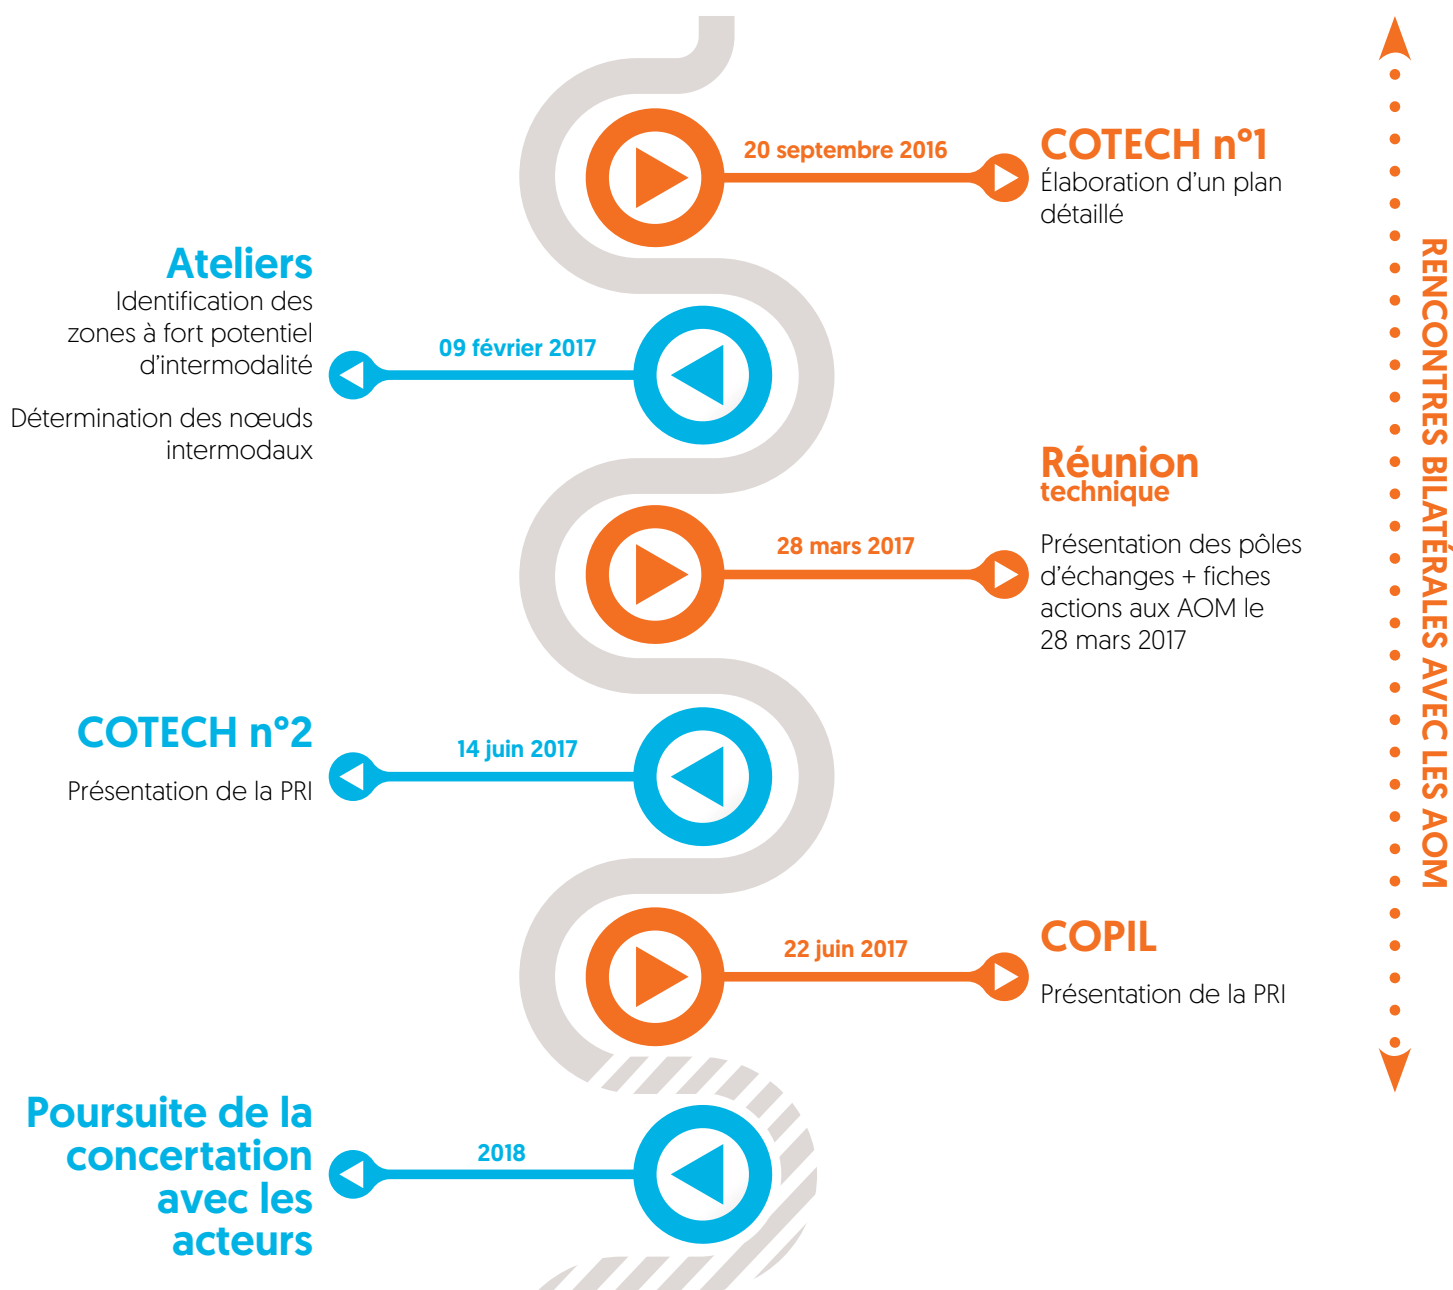 20 septembre 2016
COTECH n°1
Élaboration d’un plan
détaillé
Ateliers
Identification des
zones à fort potentiel
d’intermodalité
Détermination des nœuds
intermodaux
09 février 2017
28 mars 2017
Réunion
technique
Présentation des pôles
d’échanges + fiches
actions aux AOM le
28 mars 2017
COTECH n°2
Présentation de la PRI
14 juin 2017
22 juin 2017
COPIL
Présentation de la PRI
Poursuite de la
concertation
avec les
acteurs
2018
RENCONTRES BILATÉRALES AVEC LES AOM